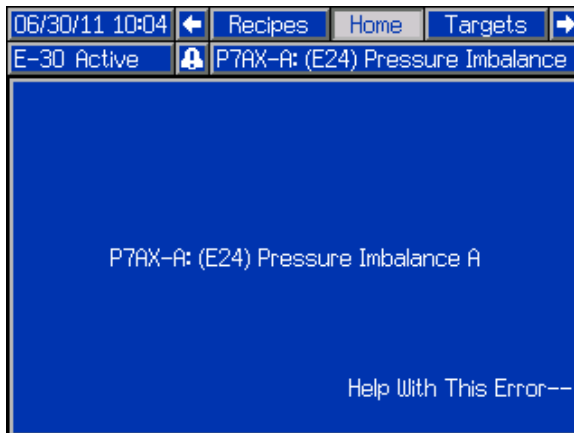 06/30/11 10:04 Recipes Home Targets
E-30 Active P7AX-A: (E24) Pressure Imbalance
P7AX-A: (E24) Pressure Imbalance A
Help With This Error--